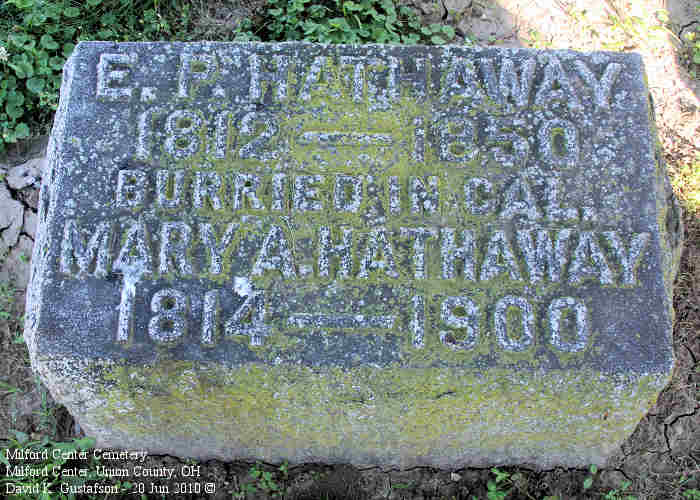 E. P. HATHAWAY
1812 — 1850
BURRIED IN CAL.
MARY A. HATHAWAY
1814 — 1900
Milford Center Cemetery
Milford Center, Union County, OH
David K. Gustafson - 20 Jun 2010 ©